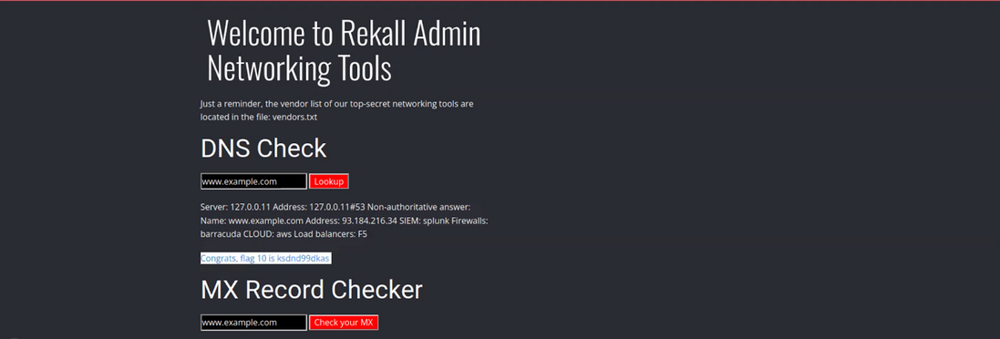 Welcome to Rekall Admin
Networking Tools
Just a reminder, the vendor list of our top-secret networking tools are
located in the file: vendors.txt
DNS Check
www.example.com Lookup
Server: 127.0.0.11 Address: 127.0.0.11#53 Non-authoritative answer:
Name: www.example.com Address: 93.184.216.34 SIEM: splunk Firewalls:
barracuda CLOUD: aws Load balancers: F5
Congrats, flag 10 is ksdnd99dkas
MX Record Checker
www.example.com Check your MX